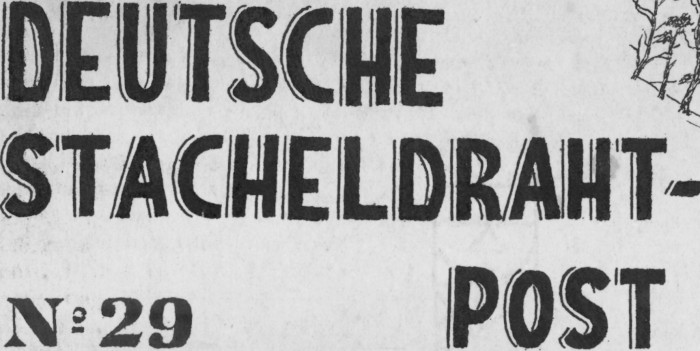 DEUTSCHE
STACHELDRAHT-
POST
Nº 29